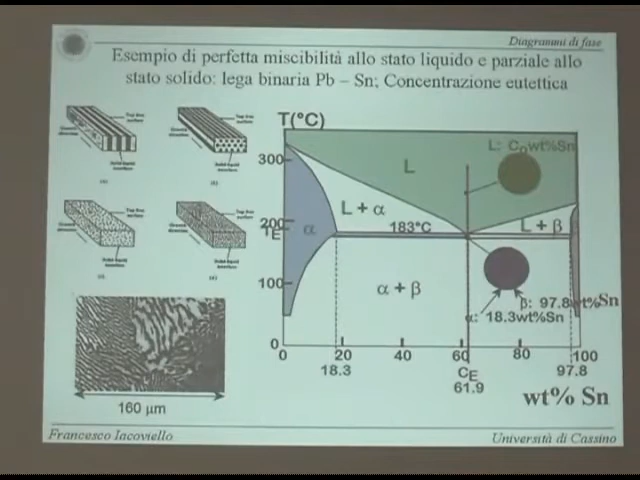 Diagrammi di fase
Esempio di perfetta miscibilità allo stato liquido e parziale allo
stato solido: lega binaria Pb – Sn; Concentrazione eutettica
T(°C)
L: C₀wt%Sn
300
L
L + α
L + β
200
TE
α
183°C
100
α + β
β: 97.8wt%Sn
α: 18.3wt%Sn
0
0 20 40 60 80 100
18.3 CE 97.8
61.9
wt% Sn
160 µm
Francesco Iacoviello
Università di Cassino